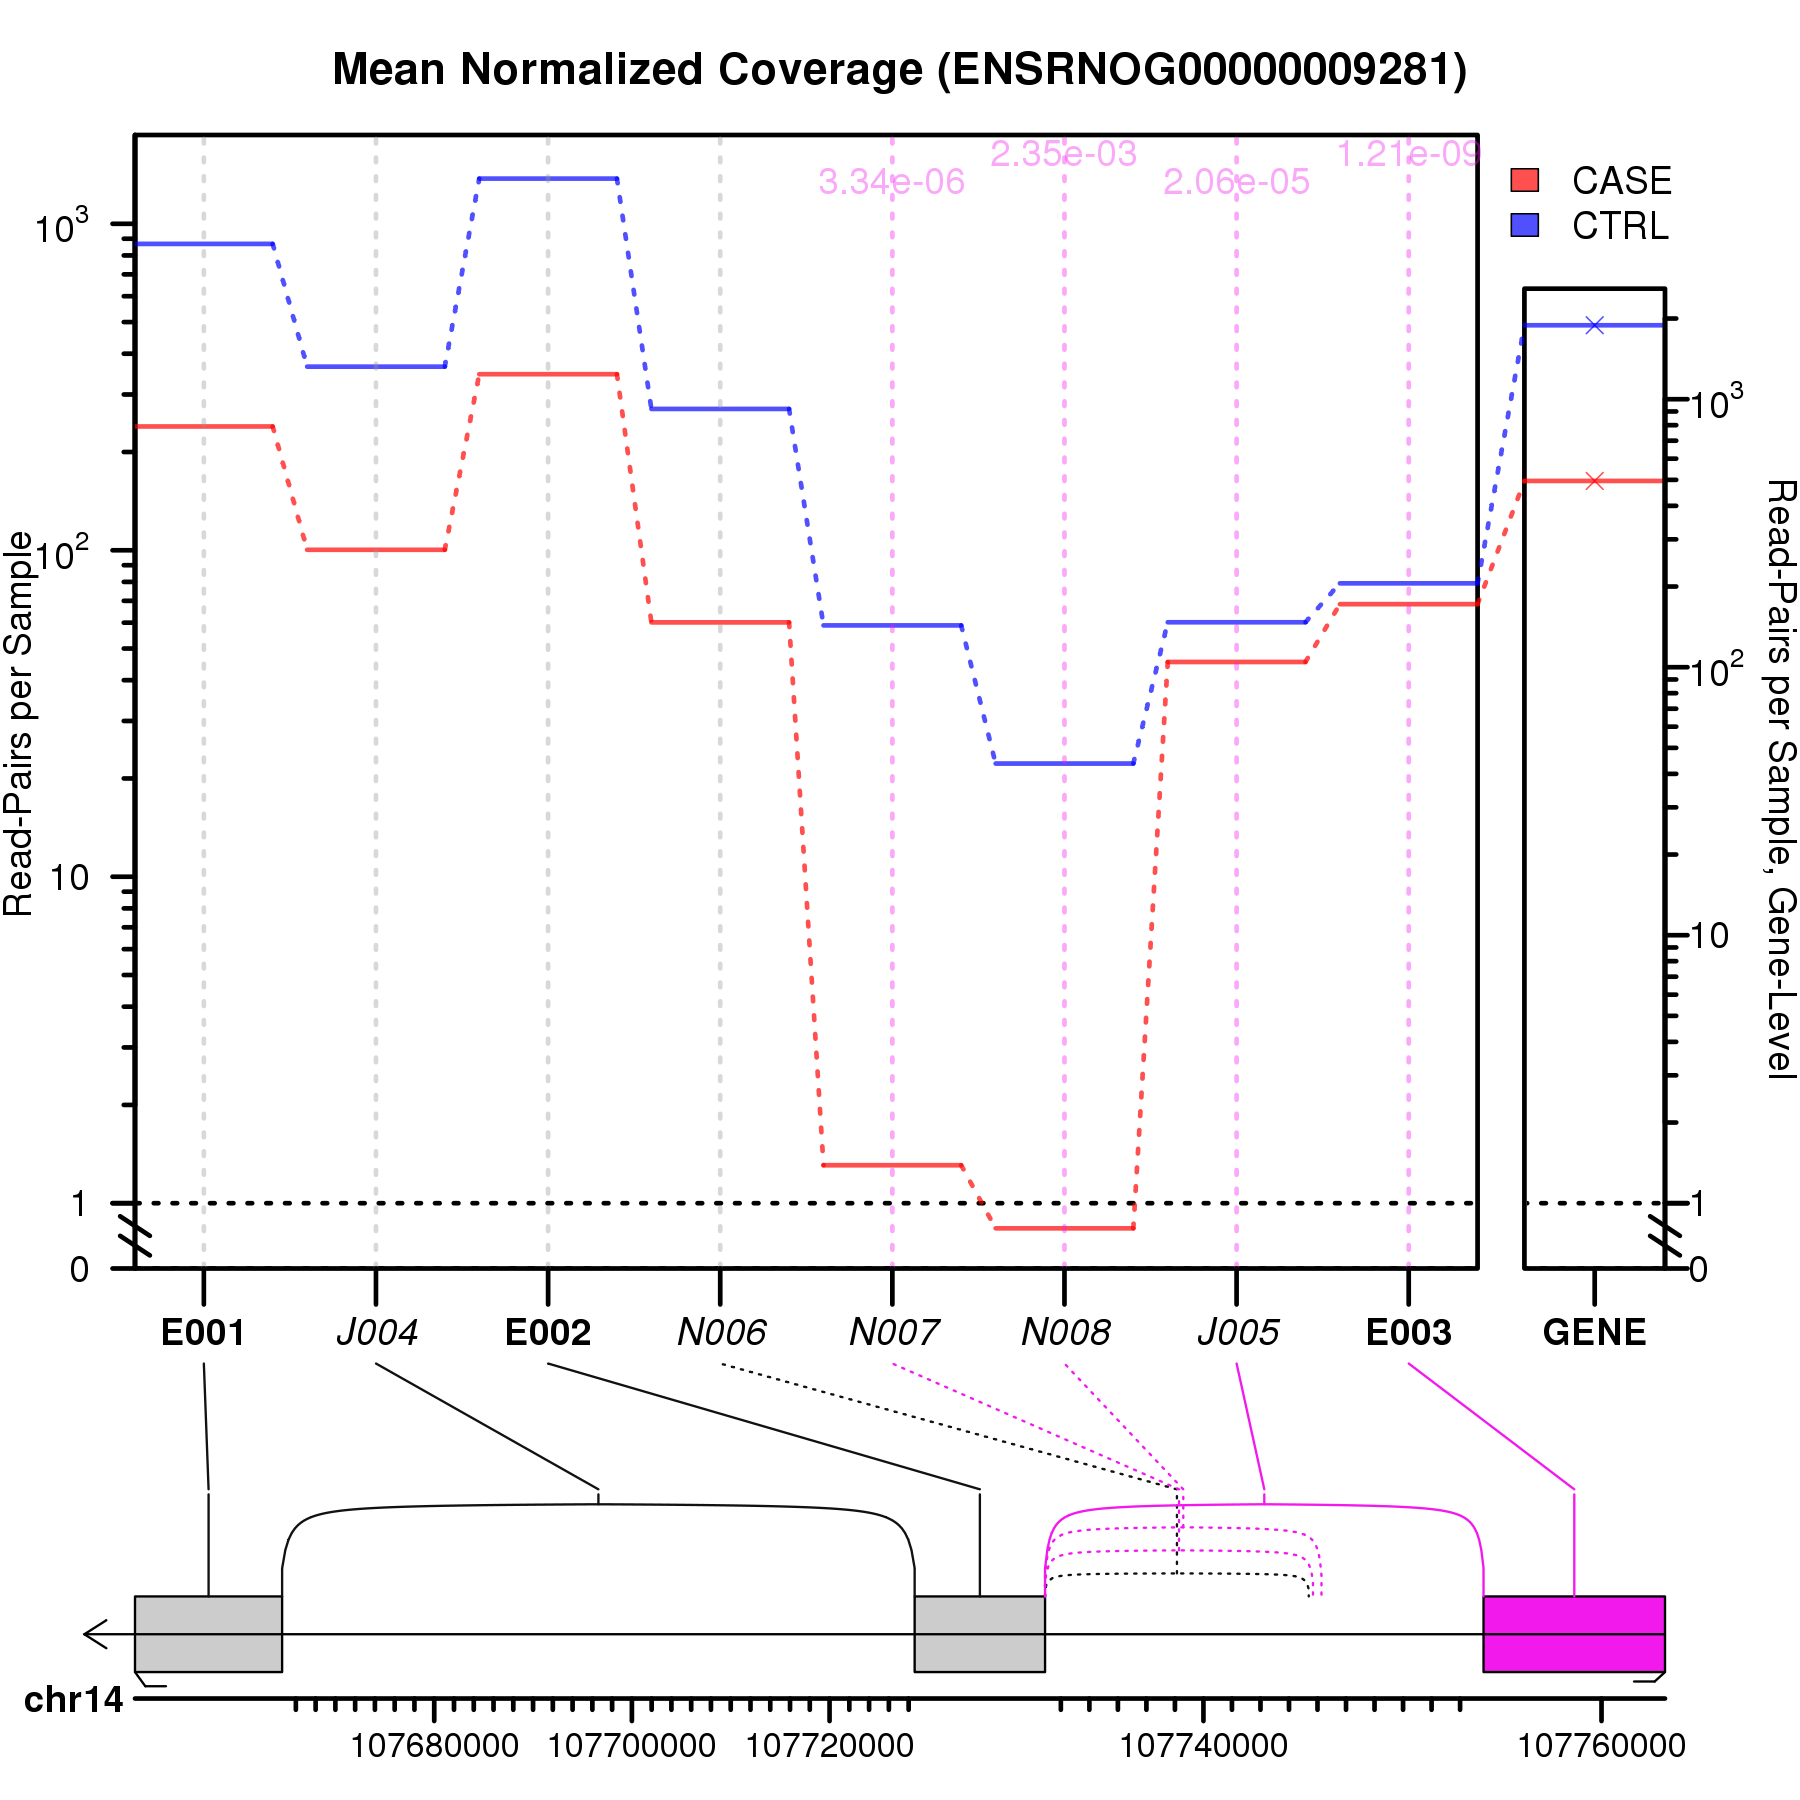 Mean Normalized Coverage (ENSRNOG00000009281)
2.35e-03 1.21e-09
3.34e-06 2.06e-05
CASE
CTRL
Read-Pairs per Sample
10³
10²
10
1
0
10³
10²
10
1
0
Read-Pairs per Sample, Gene-Level
E001 J004 E002 N006 N007 N008 J005 E003 GENE
chr14
107680000 107700000 107720000 107740000 107760000